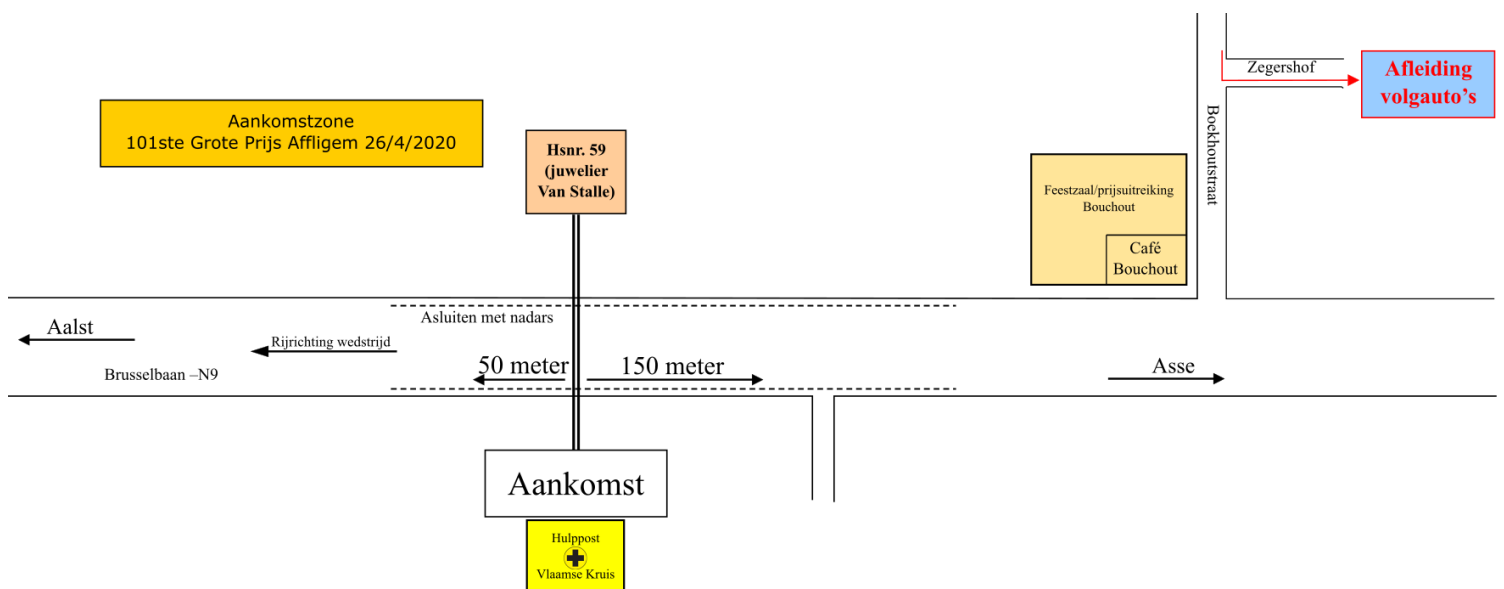 Zegershof
Afleiding
volgauto's
Aankomstzone
101ste Grote Prijs Affligem 26/4/2020
Hsnr. 59
(juwelier
Van Stalle)
Boekhoutstraat
Feestzaal/prijsuitreiking
Bouchout
Café
Bouchout
Asluiten met nadars
Aalst
Rijrichting wedstrijd
50 meter
150 meter
Asse
Brusselbaan –N9
Aankomst
Hulppost
Vlaamse Kruis